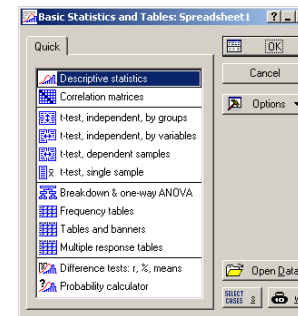 Basic Statistics and Tables: Spreadsheet1
Quick
OK
Cancel
Options
Descriptive statistics
Correlation matrices
t-test, independent, by groups
t-test, independent, by variables
t-test, dependent samples
t-test, single sample
Breakdown & one-way ANOVA
Frequency tables
Tables and banners
Multiple response tables
Difference tests: r, %, means
Probability calculator
Open Data
SELECT CASES S